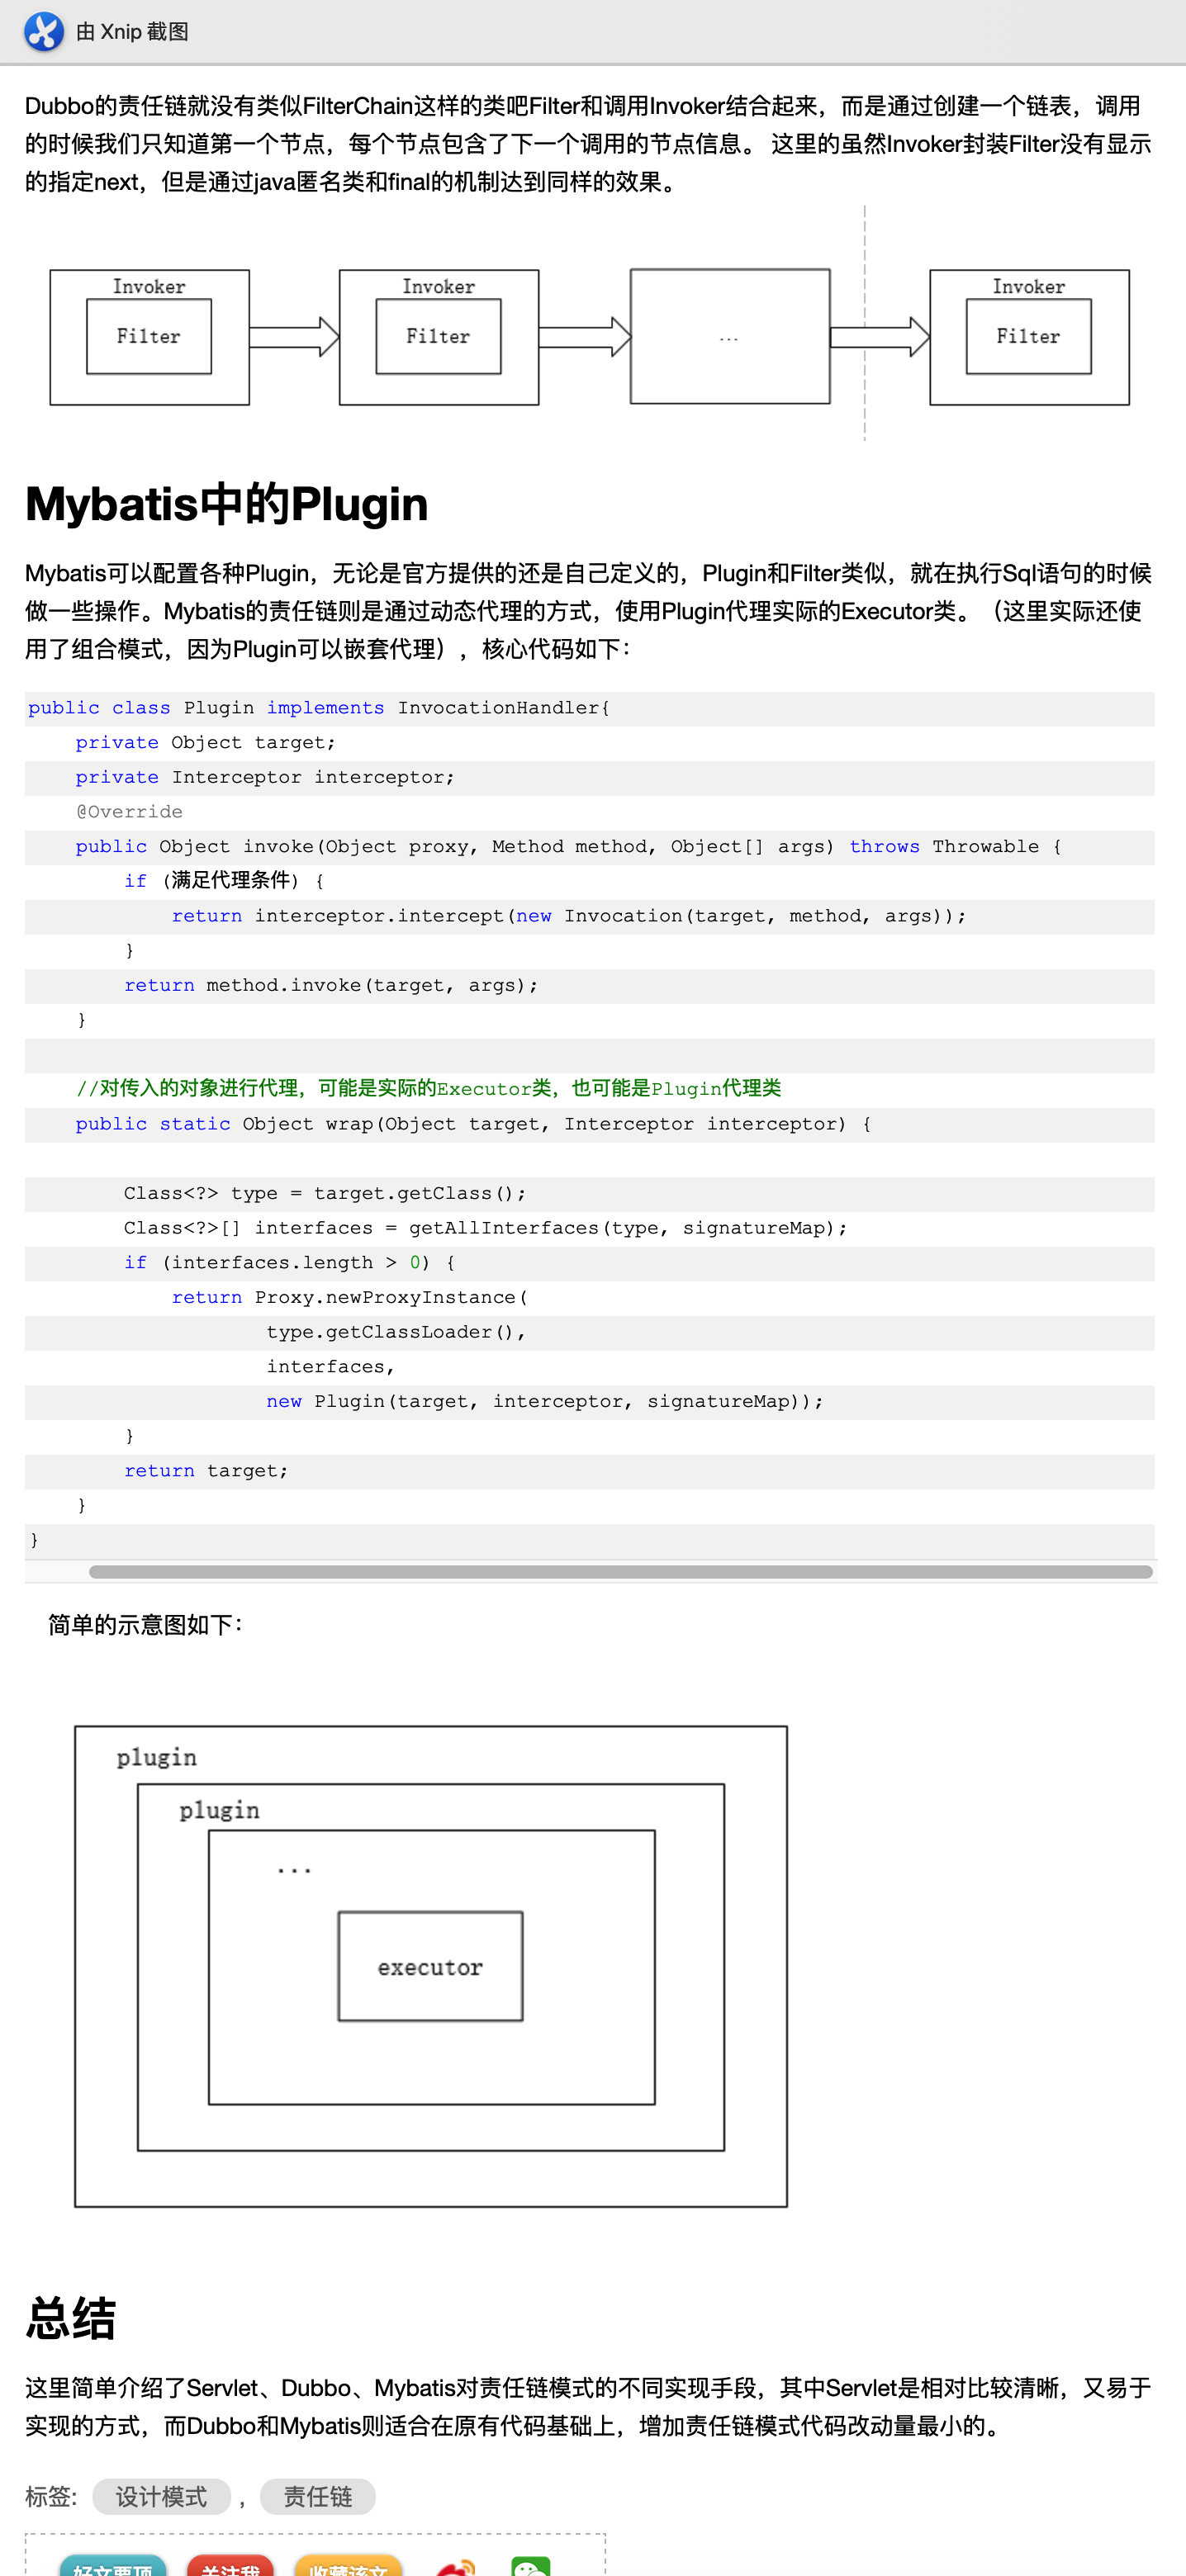 由 Xnip 截图
Dubbo的责任链就没有类似FilterChain这样的类吧Filter和调用Invoker结合起来，而是通过创建一个链表，调用
的时候我们只知道第一个节点，每个节点包含了下一个调用的节点信息。 这里的虽然Invoker封装Filter没有显示
的指定next，但是通过java匿名类和final的机制达到同样的效果。
Invoker
Filter
Invoker
Filter
...
Invoker
Filter
Mybatis中的Plugin
Mybatis可以配置各种Plugin，无论是官方提供的还是自己定义的，Plugin和Filter类似，就在执行Sql语句的时候
做一些操作。Mybatis的责任链则是通过动态代理的方式，使用Plugin代理实际的Executor类。（这里实际还使
用了组合模式，因为Plugin可以嵌套代理），核心代码如下：
public class Plugin implements InvocationHandler{
    private Object target;
    private Interceptor interceptor;
    @Override
    public Object invoke(Object proxy, Method method, Object[] args) throws Throwable {
        if (满足代理条件) {
            return interceptor.intercept(new Invocation(target, method, args));
        }
        return method.invoke(target, args);
    }
    //对传入的对象进行代理，可能是实际的Executor类，也可能是Plugin代理类
    public static Object wrap(Object target, Interceptor interceptor) {
        Class<?> type = target.getClass();
        Class<?>[] interfaces = getAllInterfaces(type, signatureMap);
        if (interfaces.length > 0) {
            return Proxy.newProxyInstance(
                    type.getClassLoader(),
                    interfaces,
                    new Plugin(target, interceptor, signatureMap));
        }
        return target;
    }
}
简单的示意图如下：
plugin
plugin
...
executor
总结
这里简单介绍了Servlet、Dubbo、Mybatis对责任链模式的不同实现手段，其中Servlet是相对比较清晰，又易于
实现的方式，而Dubbo和Mybatis则适合在原有代码基础上，增加责任链模式代码改动量最小的。
标签: 设计模式 , 责任链
好文要顶 关注我 收藏该文